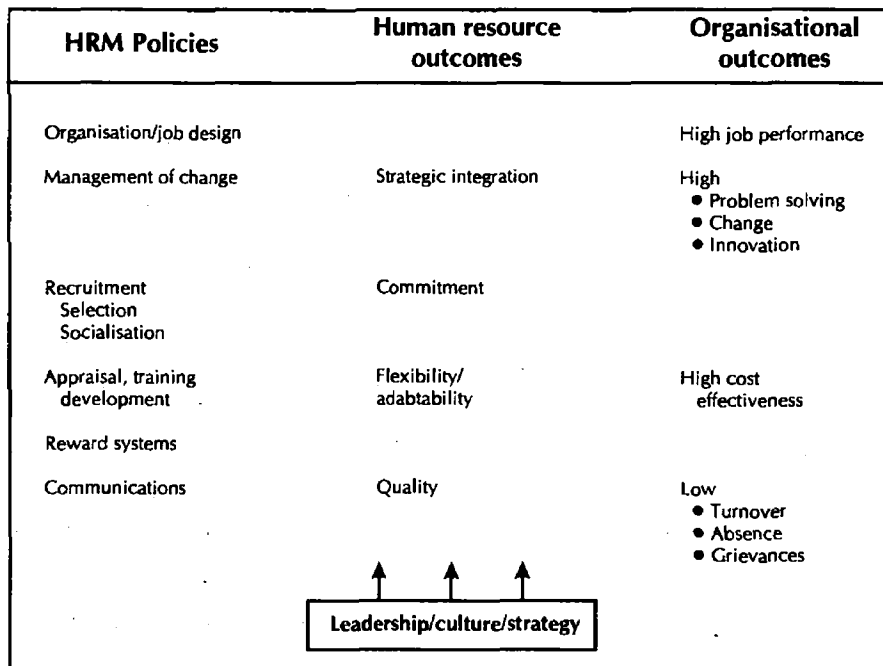 HRM Policies
Human resource
outcomes
Organisational
outcomes
Organisation/job design
High job performance
Management of change
Strategic integration
High
● Problem solving
● Change
● Innovation
Recruitment
Selection
Socialisation
Commitment
Appraisal, training
development
Flexibility/
adabtability
High cost
effectiveness
Reward systems
Communications
Quality
Low
● Turnover
● Absence
● Grievances
Leadership/culture/strategy